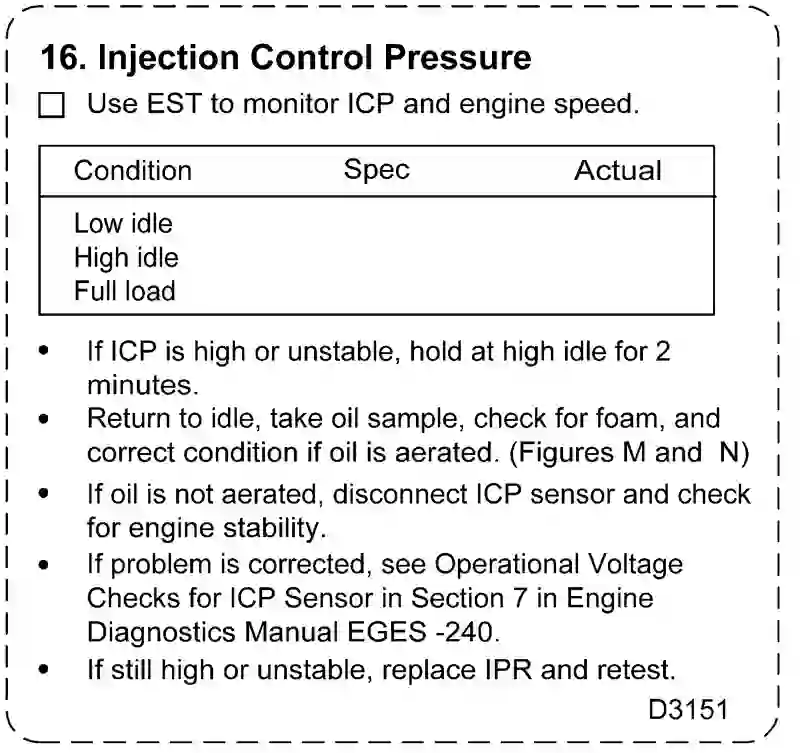 16. Injection Control Pressure
Use EST to monitor ICP and engine speed.
Condition Spec Actual
Low idle
High idle
Full load
• If ICP is high or unstable, hold at high idle for 2
minutes.
• Return to idle, take oil sample, check for foam, and
correct condition if oil is aerated. (Figures M and N)
• If oil is not aerated, disconnect ICP sensor and check
for engine stability.
• If problem is corrected, see Operational Voltage
Checks for ICP Sensor in Section 7 in Engine
Diagnostics Manual EGES -240.
• If still high or unstable, replace IPR and retest.
D3151